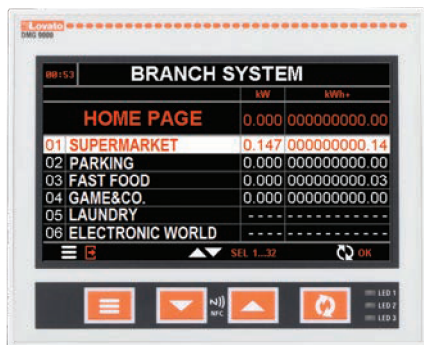 Lovato
DMG 9000
00:53 BRANCH SYSTEM
kW kWh+
HOME PAGE 0.000 000000000.00
01 SUPERMARKET 0.147 000000000.14
02 PARKING 0.000 000000000.00
03 FAST FOOD 0.000 000000000.03
04 GAME&CO. 0.000 000000000.00
05 LAUNDRY ---- -----------
06 ELECTRONIC WORLD ---- -----------
SEL 1...32 OK
NFC
LED 1
LED 2
LED 3